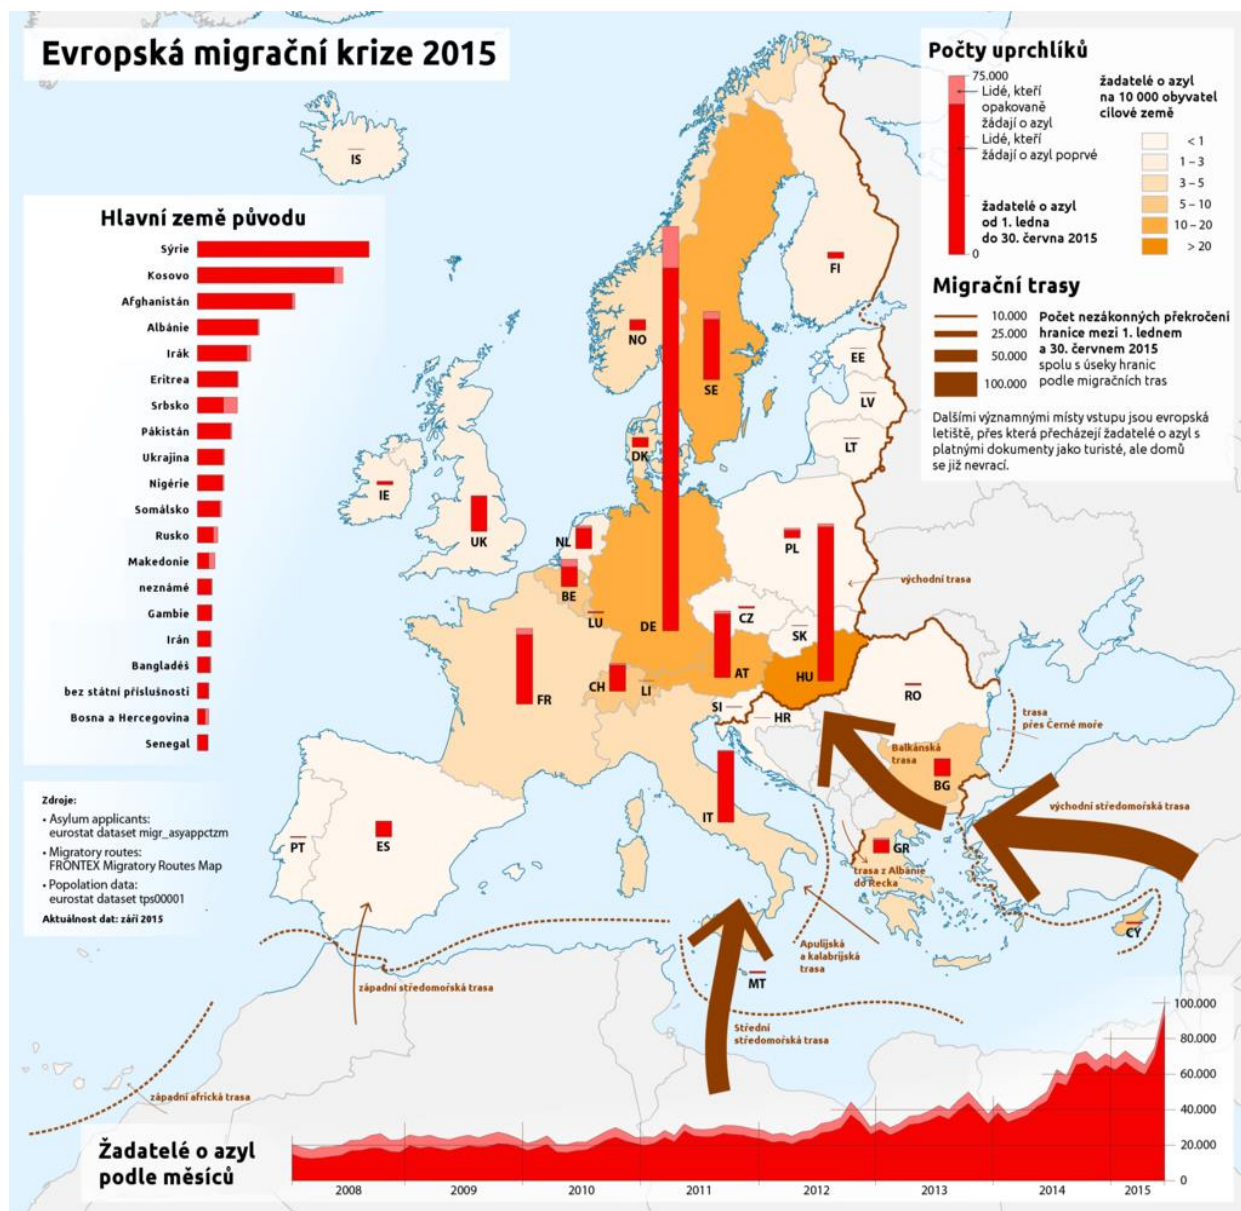 Evropská migrační krize 2015
Počty uprchlíků
75.000
Lidé, kteří
opakovaně
žádají o azyl
Lidé, kteří
žádají o azyl poprvé
žadatelé o azyl
od 1. ledna
do 30. června 2015
0
žadatelé o azyl
na 10 000 obyvatel
cílové země
< 1
1 – 3
3 – 5
5 – 10
10 – 20
> 20
Migrační trasy
10.000
25.000
50.000
100.000
Počet nezákonných překročení
hranice mezi 1. lednem
a 30. červnem 2015
spolu s úseky hranic
podle migračních tras
Dalšími významnými místy vstupu jsou evropská
letiště, přes která přecházejí žadatelé o azyl s
platnými dokumenty jako turisté, ale domů
se již nevrací.
Hlavní země původu
Sýrie
Kosovo
Afghanistán
Albánie
Irák
Eritrea
Srbsko
Pákistán
Ukrajina
Nigérie
Somálsko
Rusko
Makedonie
neznámé
Gambie
Irán
Bangladéš
bez státní příslušnosti
Bosna a Hercegovina
Senegal
Zdroje:
• Asylum applicants:
eurostat dataset migr_asyappctzm
• Migratory routes:
FRONTEX Migratory Routes Map
• Popolation data:
eurostat dataset tps00001
Aktuálnost dat: září 2015
IS
FI
NO
SE
EE
LV
LT
DK
IE
UK
NL
BE
LU
DE
PL
CZ
SK
AT
HU
CH
LI
FR
SI
HR
RO
BG
IT
GR
PT
ES
MT
CY
východní trasa
trasa
přes Černé moře
Balkánská
trasa
východní středomořská trasa
trasa z Albánie
do Řecka
Apulijská
a kalabrijská
trasa
Střední
středomořská trasa
západní středomořská trasa
západní africká trasa
Žadatelé o azyl
podle měsíců
100.000
80.000
60.000
40.000
20.000
0
2008
2009
2010
2011
2012
2013
2014
2015